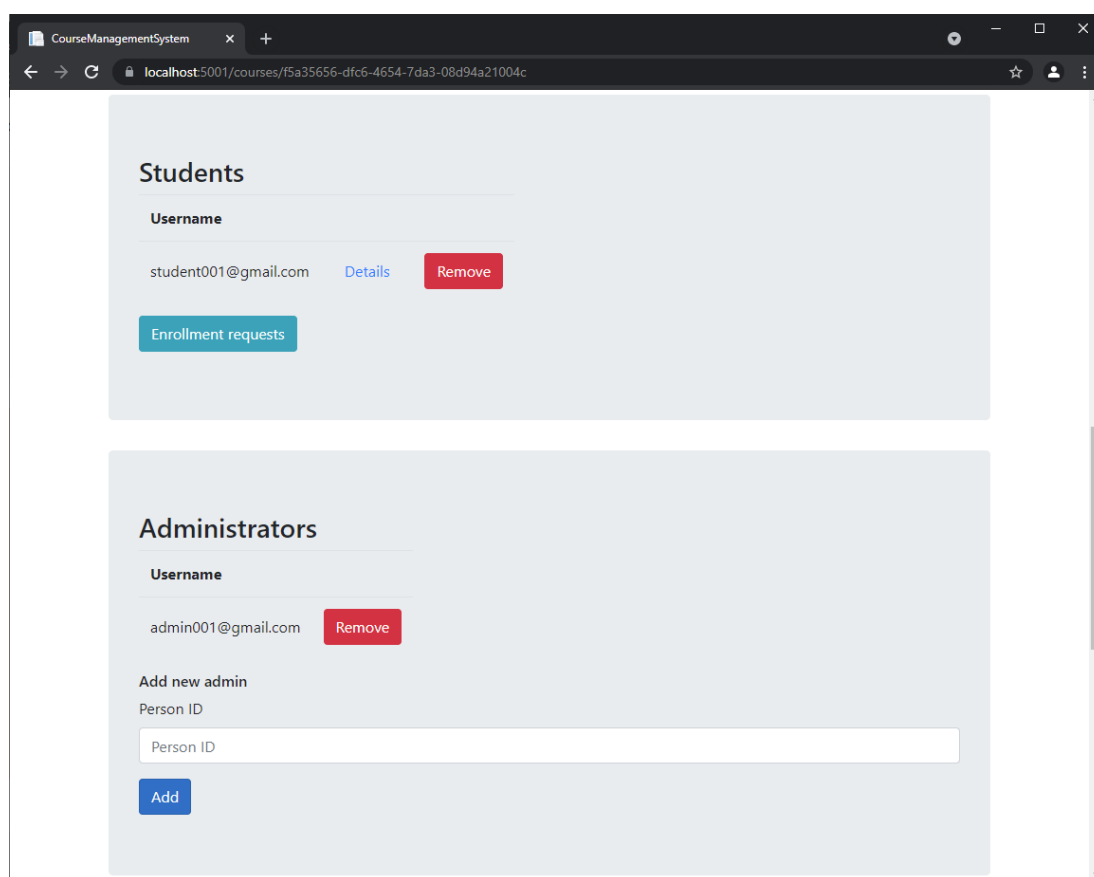 CourseManagementSystem
localhost:5001/courses/f5a35656-dfc6-4654-7da3-08d94a21004c
Students
Username
student001@gmail.com Details Remove
Enrollment requests
Administrators
Username
admin001@gmail.com Remove
Add new admin
Person ID
Person ID
Add